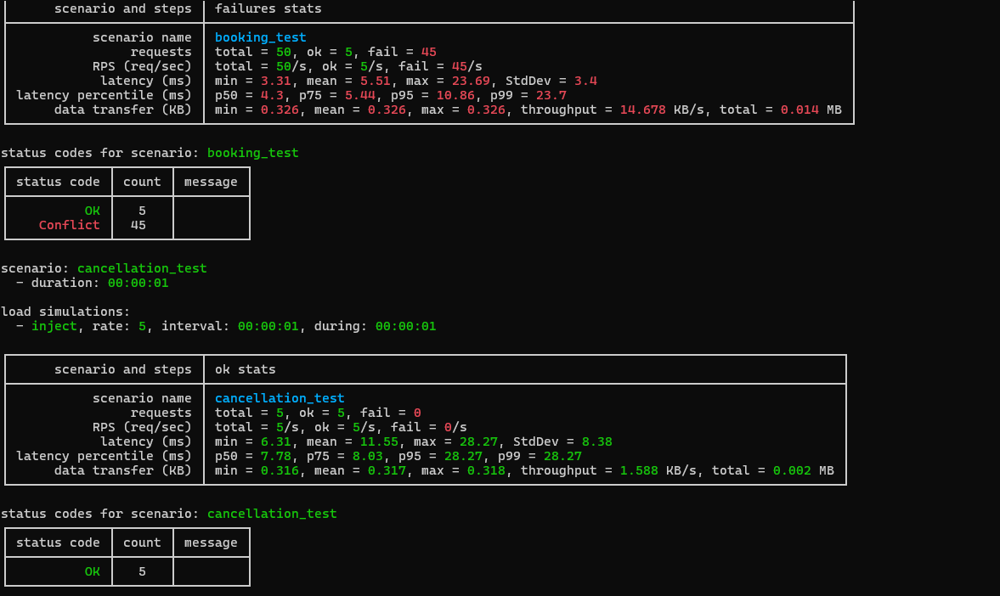 scenario and steps failures stats
scenario name booking_test
requests total = 50, ok = 5, fail = 45
RPS (req/sec) total = 50/s, ok = 5/s, fail = 45/s
latency (ms) min = 3.31, mean = 5.51, max = 23.69, StdDev = 3.4
latency percentile (ms) p50 = 4.3, p75 = 5.44, p95 = 10.86, p99 = 23.7
data transfer (KB) min = 0.326, mean = 0.326, max = 0.326, throughput = 14.678 KB/s, total = 0.014 MB
status codes for scenario: booking_test
status code count message
OK 5
Conflict 45
scenario: cancellation_test
- duration: 00:00:01
load simulations:
- inject, rate: 5, interval: 00:00:01, during: 00:00:01
scenario and steps ok stats
scenario name cancellation_test
requests total = 5, ok = 5, fail = 0
RPS (req/sec) total = 5/s, ok = 5/s, fail = 0/s
latency (ms) min = 6.31, mean = 11.55, max = 28.27, StdDev = 8.38
latency percentile (ms) p50 = 7.78, p75 = 8.03, p95 = 28.27, p99 = 28.27
data transfer (KB) min = 0.316, mean = 0.317, max = 0.318, throughput = 1.588 KB/s, total = 0.002 MB
status codes for scenario: cancellation_test
status code count message
OK 5